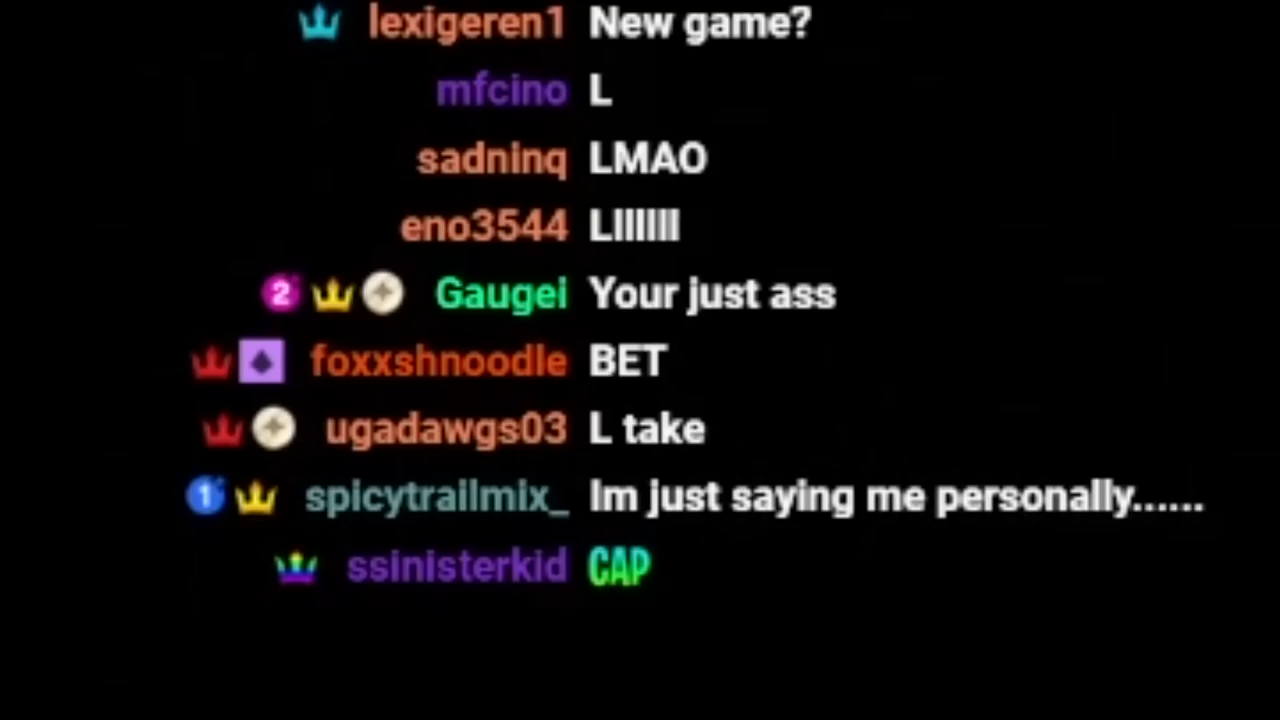 lexigeren1 New game?
mfcino L
sadninq LMAO
eno3544 Lllllll
2 Gaugei Your just ass
foxxshnoodle BET
ugadawgs03 L take
1 spicytrailmix_ Im just saying me personally......
ssinisterkid CAP